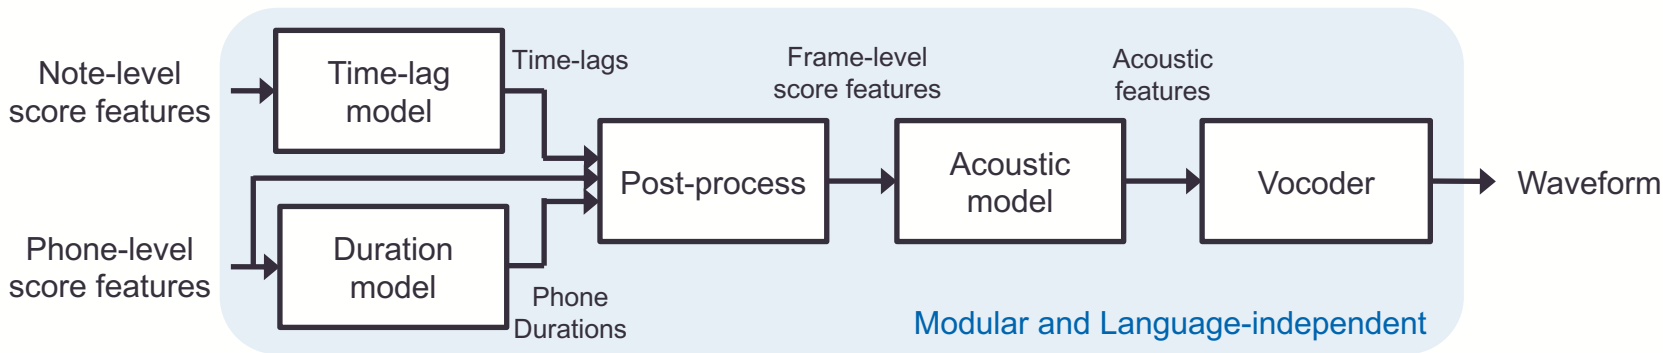 Note-level
score features
Time-lag
model
Time-lags
Phone-level
score features
Duration
model
Phone
Durations
Post-process
Frame-level
score features
Acoustic
model
Acoustic
features
Vocoder
Waveform
Modular and Language-independent